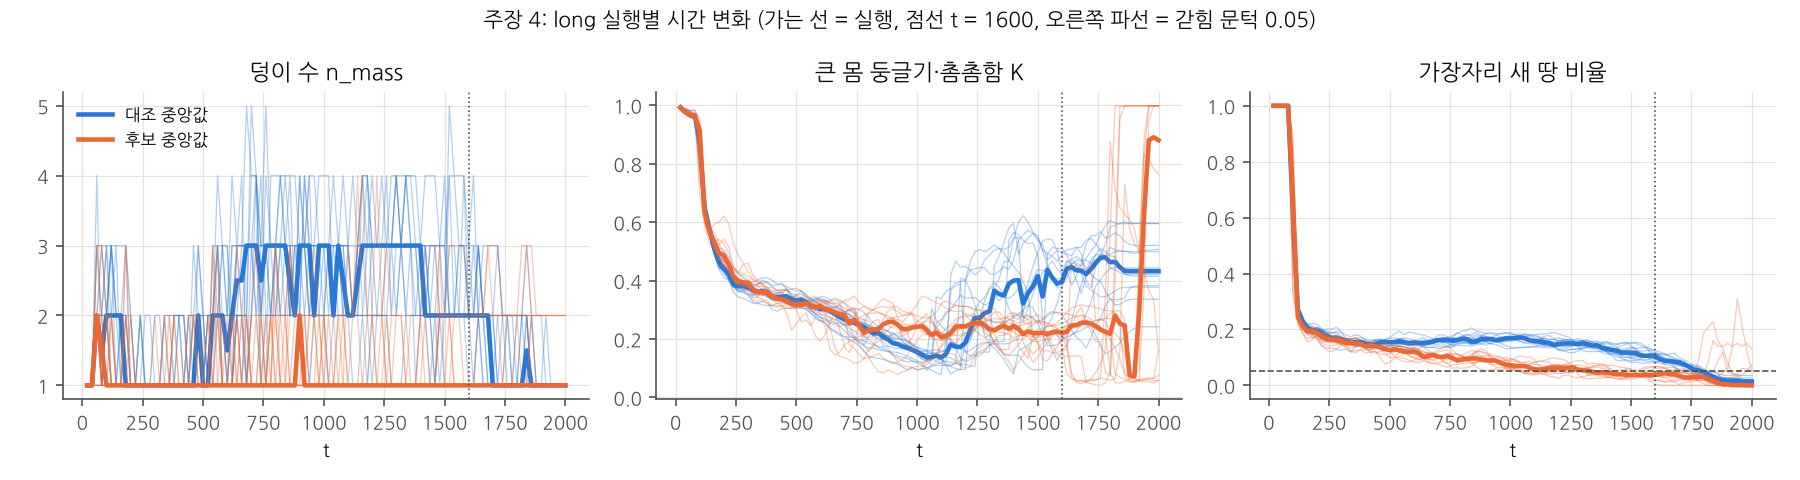 주장 4: long 실행별 시간 변화 (가는 선 = 실행, 점선 t = 1600, 오른쪽 파선 = 갇힘 문턱 0.05)
덩이 수 n_mass
5
4
3
2
1
대조 중앙값
후보 중앙값
0 250 500 750 1000 1250 1500 1750 2000
t
큰 몸 둥글기·촘촘함 K
1.0
0.8
0.6
0.4
0.2
0.0
0 250 500 750 1000 1250 1500 1750 2000
t
가장자리 새 땅 비율
1.0
0.8
0.6
0.4
0.2
0.0
0 250 500 750 1000 1250 1500 1750 2000
t